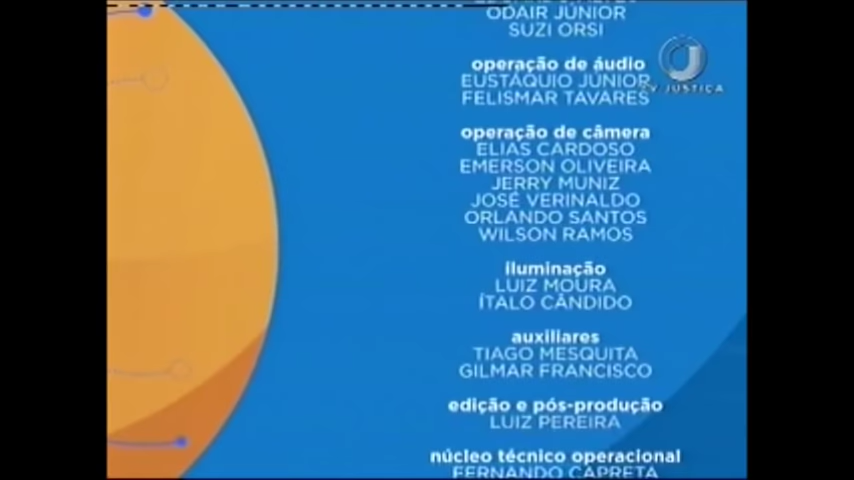 ODAIR JÚNIOR
SUZI ORSI
operação de áudio
EUSTÁQUIO JÚNIOR
FELISMAR TAVARES
TV JUSTIÇA
operação de câmera
ELIAS CARDOSO
EMERSON OLIVEIRA
JERRY MUNIZ
JOSÉ VERINALDO
ORLANDO SANTOS
WILSON RAMOS
iluminação
LUIZ MOURA
ÍTALO CÂNDIDO
auxiliares
TIAGO MESQUITA
GILMAR FRANCISCO
edição e pós-produção
LUIZ PEREIRA
núcleo técnico operacional
FERNANDO CAPRETA